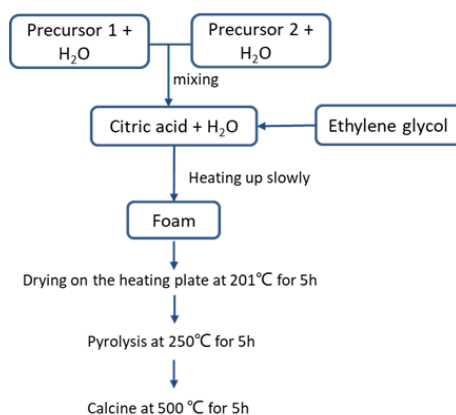 Precursor 1 +
H₂O
Precursor 2 +
H₂O
mixing
Citric acid + H₂O
Ethylene glycol
Heating up slowly
Foam
Drying on the heating plate at 201℃ for 5h
Pyrolysis at 250℃ for 5h
Calcine at 500 ℃ for 5h